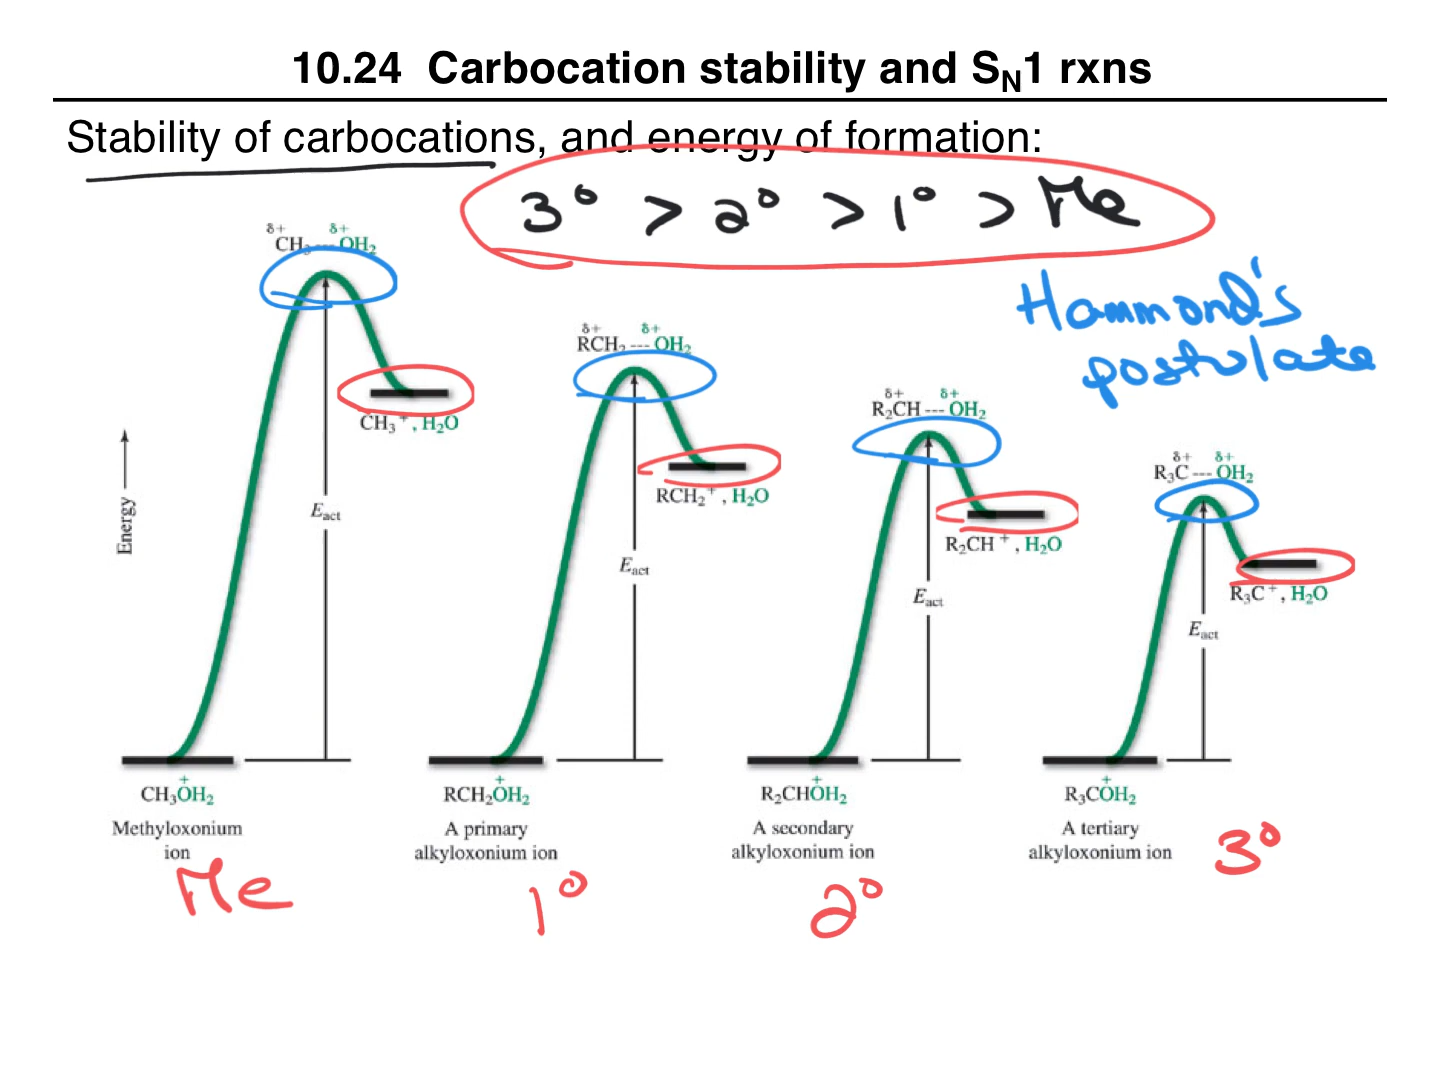 10.24 Carbocation stability and SN1 rxns
Stability of carbocations, and energy of formation:
3° > 2° > 1° > Me
Hammond's
postulate
δ+ δ+
CH3 --- OH2
CH3+, H2O
Eact
Energy
CH3OH2
+
Methyloxonium
ion
Me
δ+ δ+
RCH2 --- OH2
RCH2+, H2O
Eact
+
RCH2OH2
A primary
alkyloxonium ion
1°
δ+ δ+
R2CH --- OH2
R2CH+, H2O
Eact
+
R2CHOH2
A secondary
alkyloxonium ion
2°
δ+ δ+
R3C --- OH2
R3C+, H2O
Eact
+
R3COH2
A tertiary
alkyloxonium ion
3°